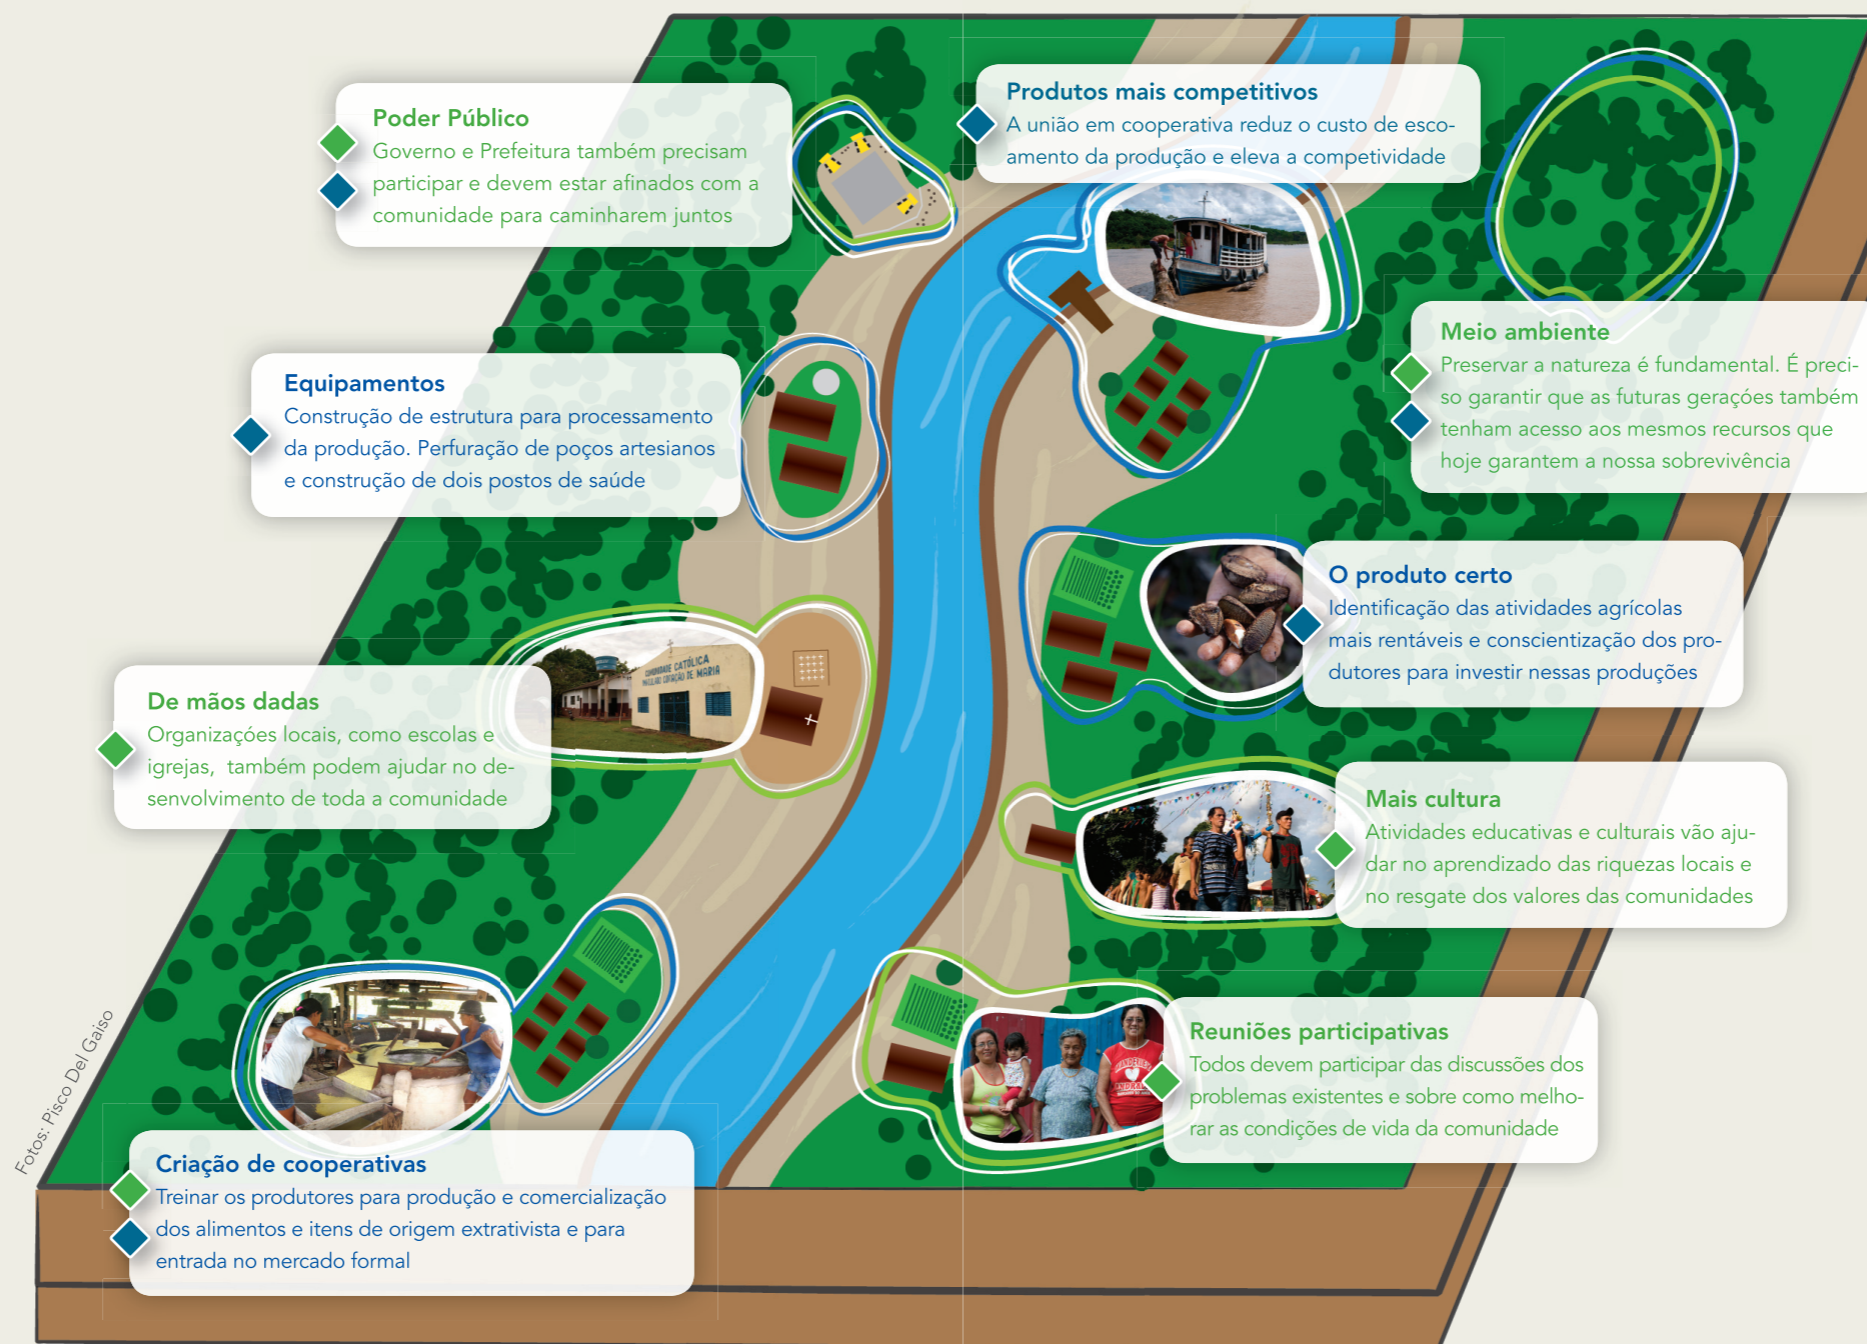 Poder Público
Governo e Prefeitura também precisam
participar e devem estar afinados com a
comunidade para caminharem juntos
Produtos mais competitivos
A união em cooperativa reduz o custo de esco-
amento da produção e eleva a competividade
Meio ambiente
Preservar a natureza é fundamental. É preci-
so garantir que as futuras geraçóes também
tenham acesso aos mesmos recursos que
hoje garantem a nossa sobrevivência
Equipamentos
Construção de estrutura para processamento
da produção. Perfuração de poços artesianos
e construção de dois postos de saúde
O produto certo
Identificação das atividades agrícolas
mais rentáveis e conscientização dos pro-
dutores para investir nessas produções
COMUNIDADE CATÓLICA
IMACULADO CORAÇÃO DE MARIA
De mãos dadas
Organizaçóes locais, como escolas e
igrejas, também podem ajudar no de-
senvolvimento de toda a comunidade
Mais cultura
Atividades educativas e culturais vão aju-
dar no aprendizado das riquezas locais e
no resgate dos valores das comunidades
Reuniões participativas
Todos devem participar das discussões dos
problemas existentes e sobre como melho-
rar as condições de vida da comunidade
Criação de cooperativas
Treinar os produtores para produção e comercialização
dos alimentos e itens de origem extrativista e para
entrada no mercado formal
Fotos: Pisco Del Gaiso